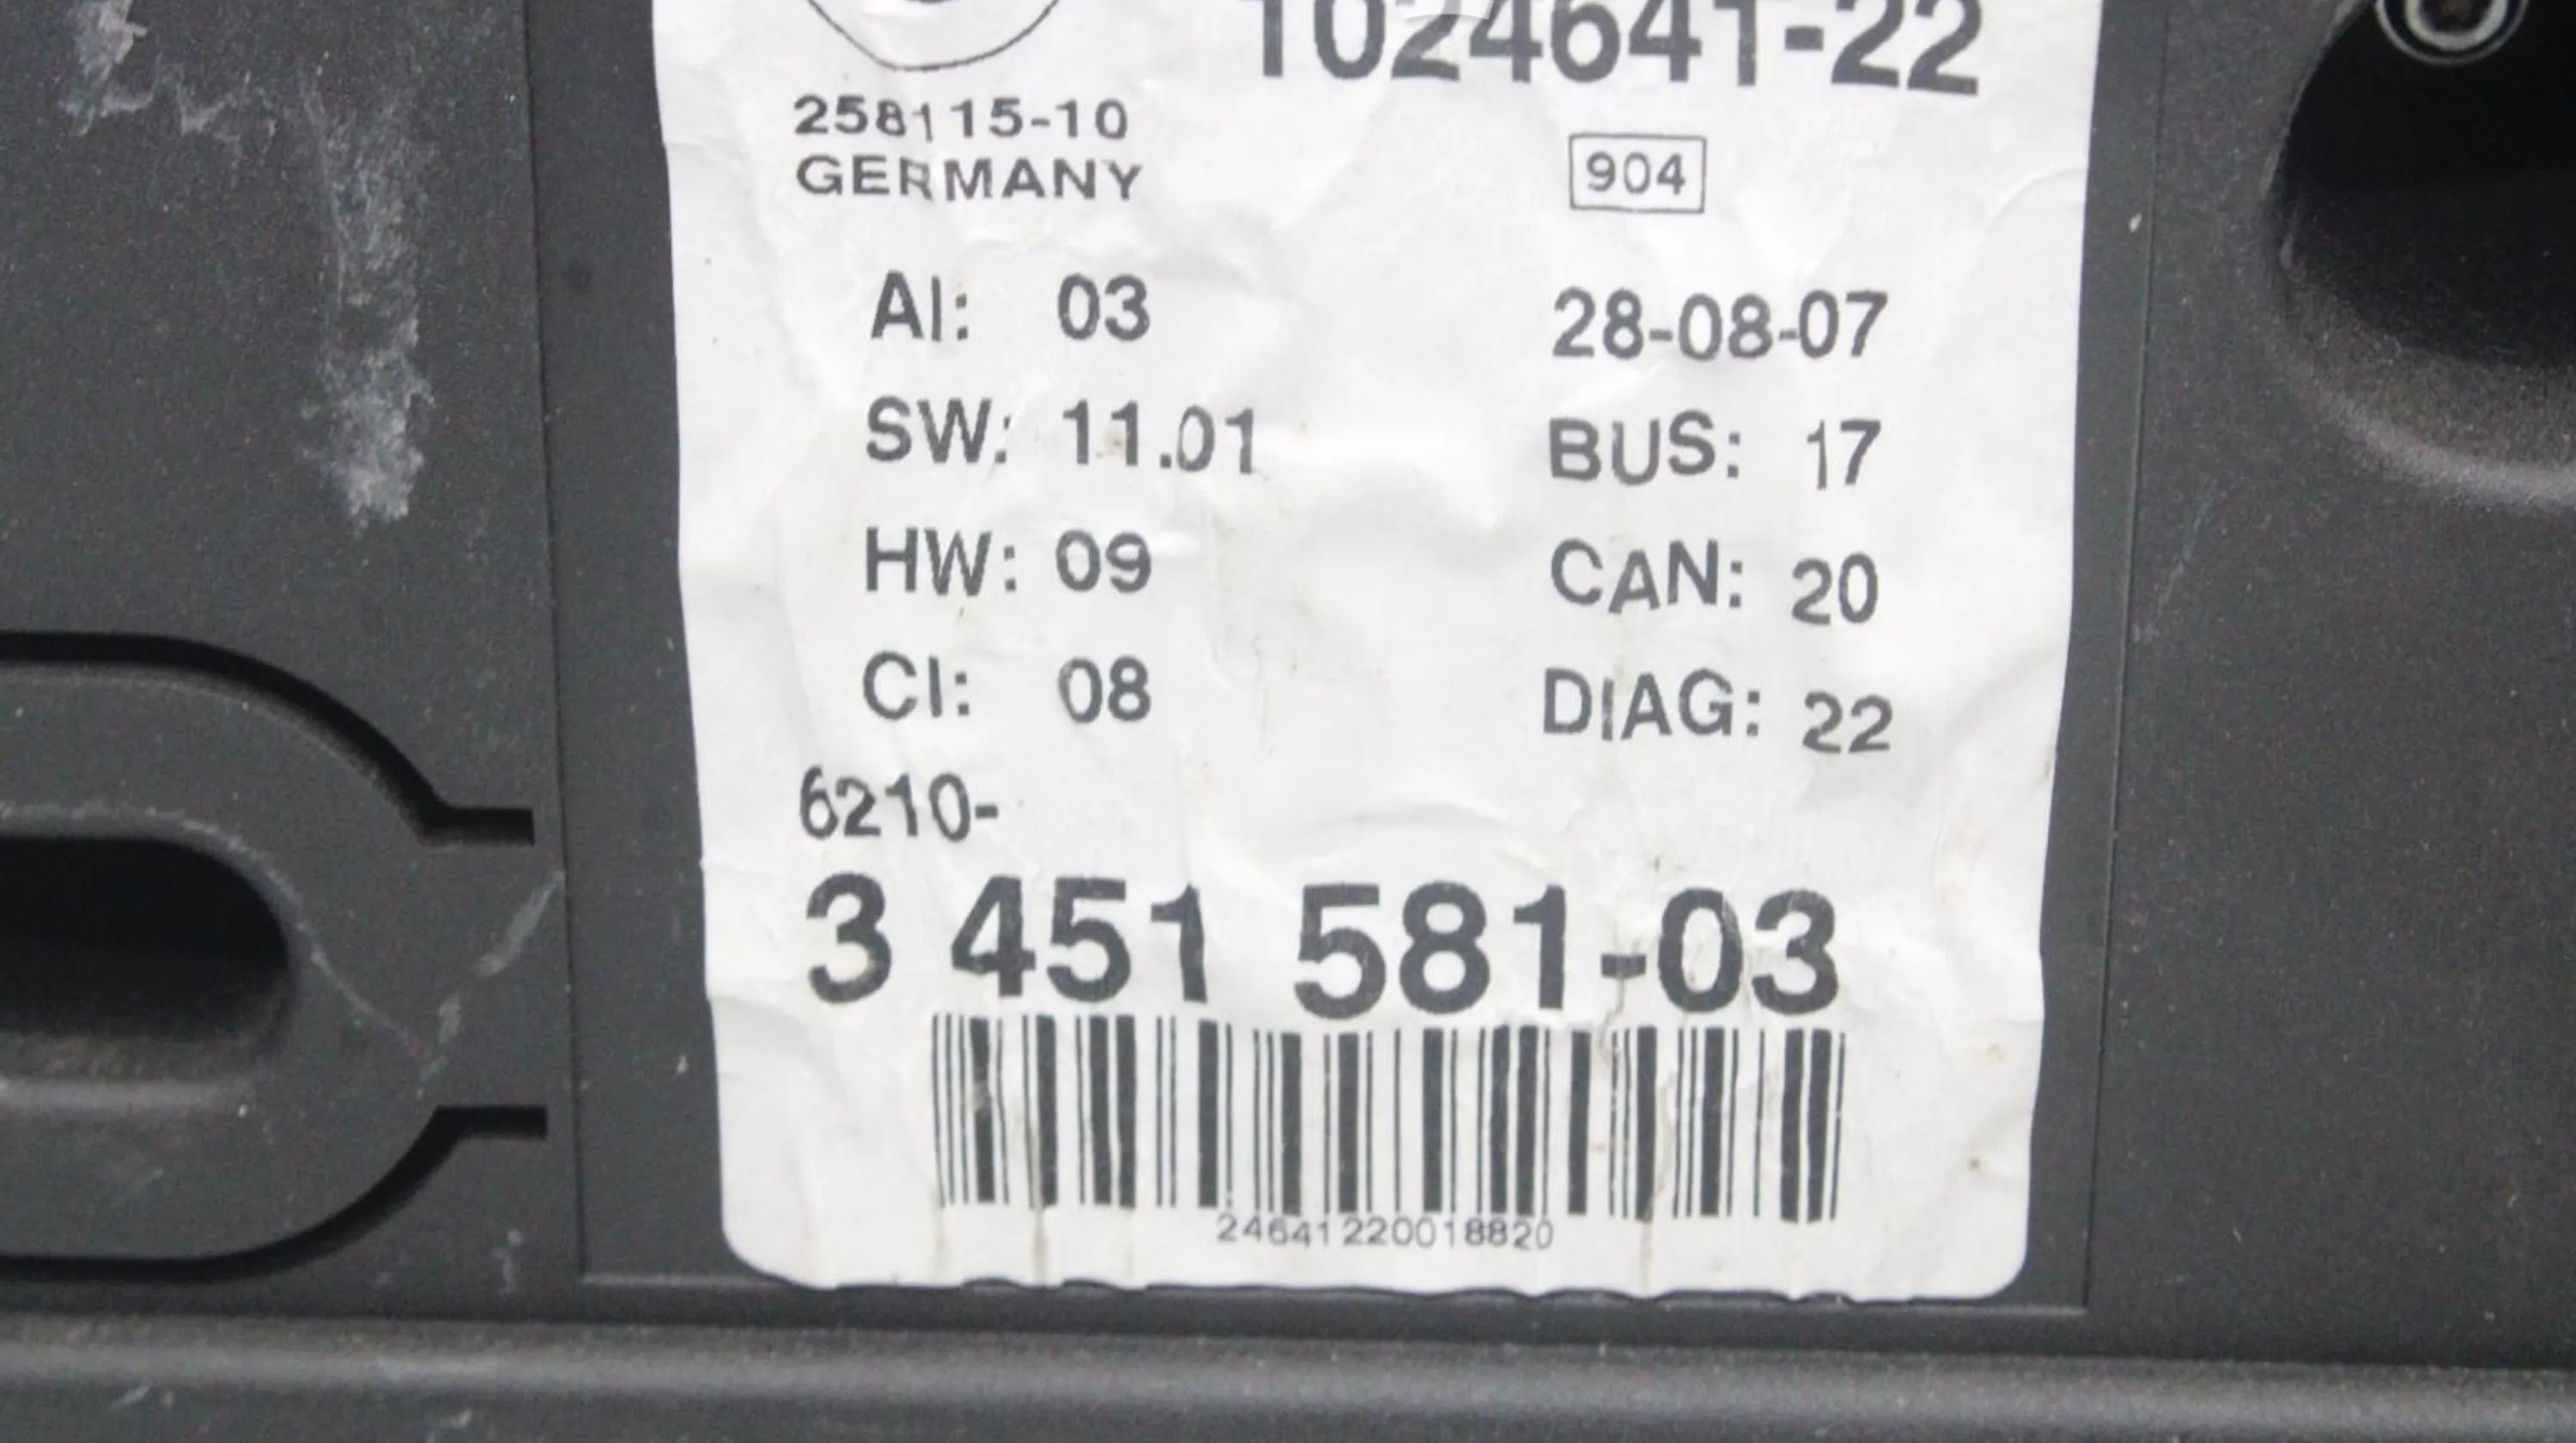 1024641-22
258115-10
GERMANY
904
AI: 03 28-08-07
SW: 11.01 BUS: 17
HW: 09 CAN: 20
CI: 08 DIAG: 22
6210-
3 451 581-03
24641220018820